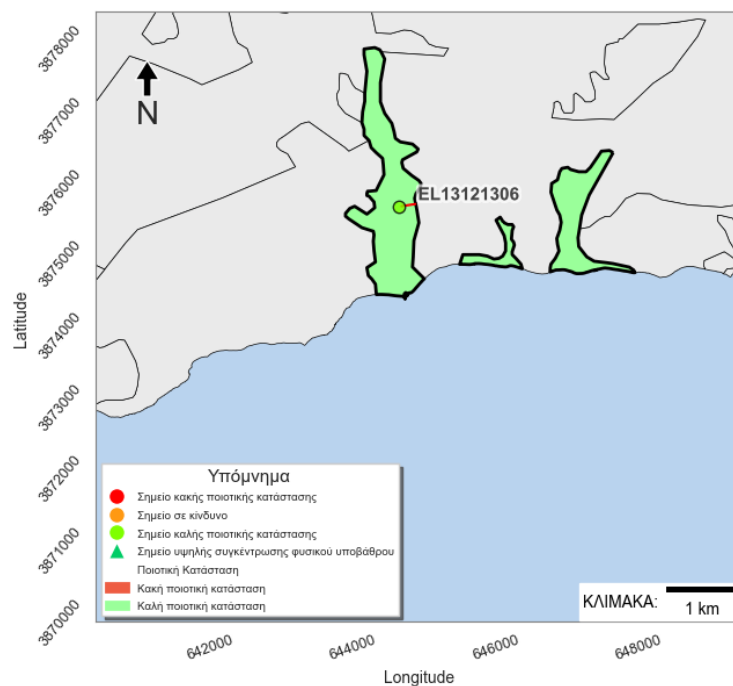 3878000
3877000
3876000
3875000
3874000
3873000
3872000
3871000
3870000
Latitude
N
EL13121306
Υπόμνημα
Σημείο κακής ποιοτικής κατάστασης
Σημείο σε κίνδυνο
Σημείο καλής ποιοτικής κατάστασης
Σημείο υψηλής συγκέντρωσης φυσικού υποβάθρου
Ποιοτική Κατάσταση
Κακή ποιοτική κατάσταση
Καλή ποιοτική κατάσταση
ΚΛΙΜΑΚΑ:
1 km
642000
644000
646000
648000
Longitude